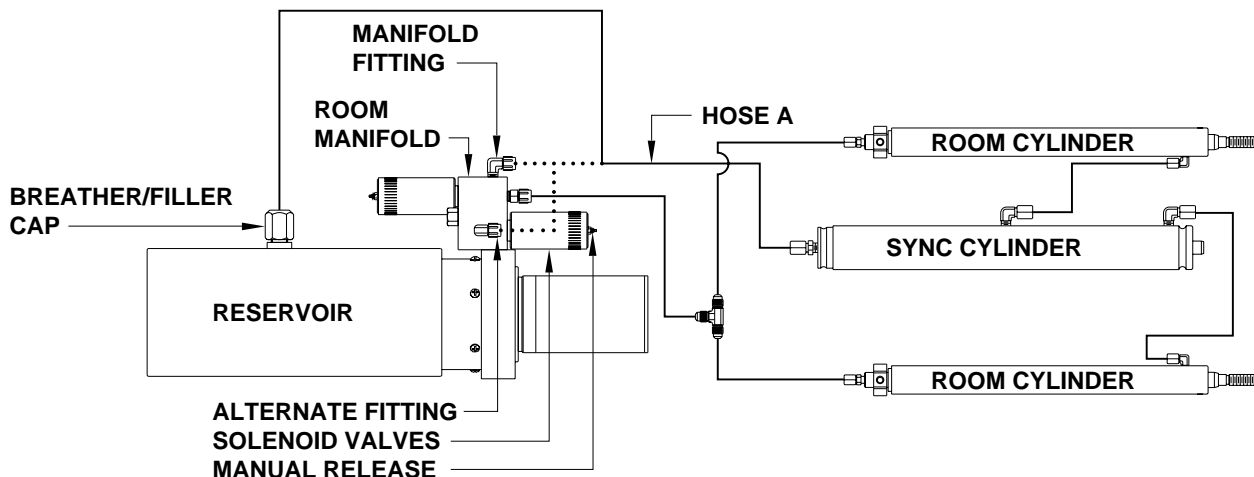 MANIFOLD
FITTING
ROOM
MANIFOLD
HOSE A
ROOM CYLINDER
BREATHER/FILLER
CAP
SYNC CYLINDER
RESERVOIR
ROOM CYLINDER
ALTERNATE FITTING
SOLENOID VALVES
MANUAL RELEASE